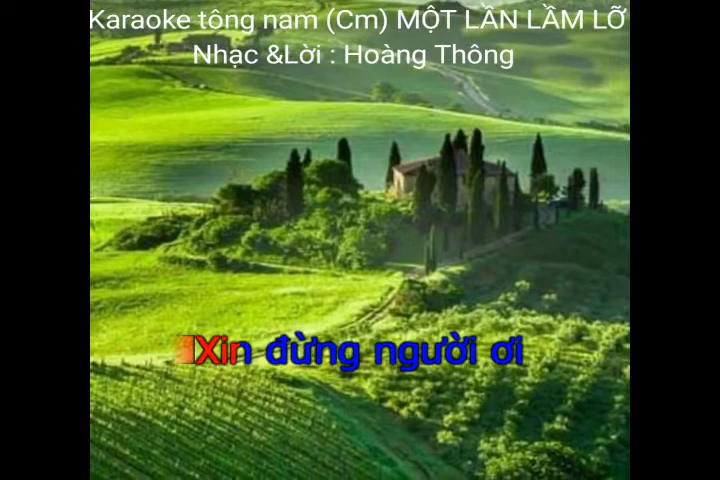 Karaoke tông nam (Cm) MỘT LẦN LẦM LỠ
Nhạc &Lời : Hoàng Thông
Xin đừng người ơi